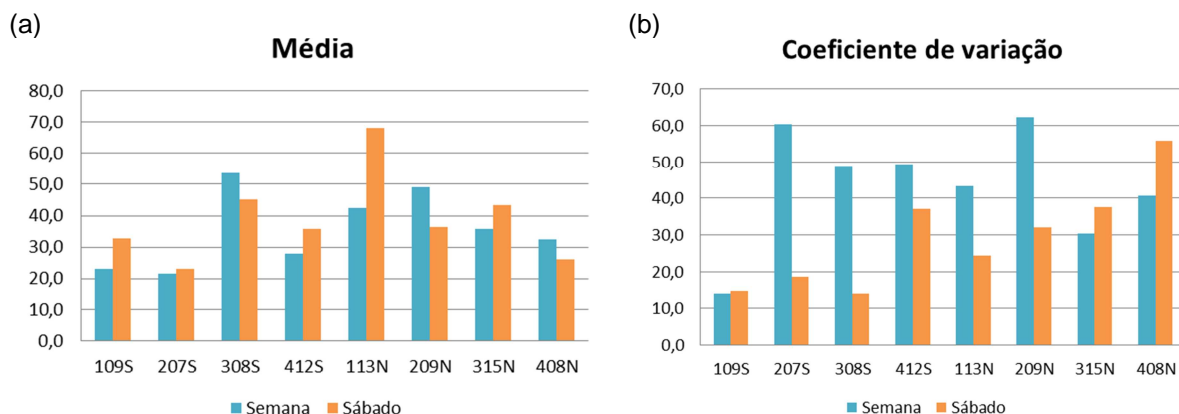 (a)
Média
80,0
70,0
60,0
50,0
40,0
30,0
20,0
10,0
0,0
109S 207S 308S 412S 113N 209N 315N 408N
Semana Sábado
(b)
Coeficiente de variação
70,0
60,0
50,0
40,0
30,0
20,0
10,0
0,0
109S 207S 308S 412S 113N 209N 315N 408N
Semana Sábado